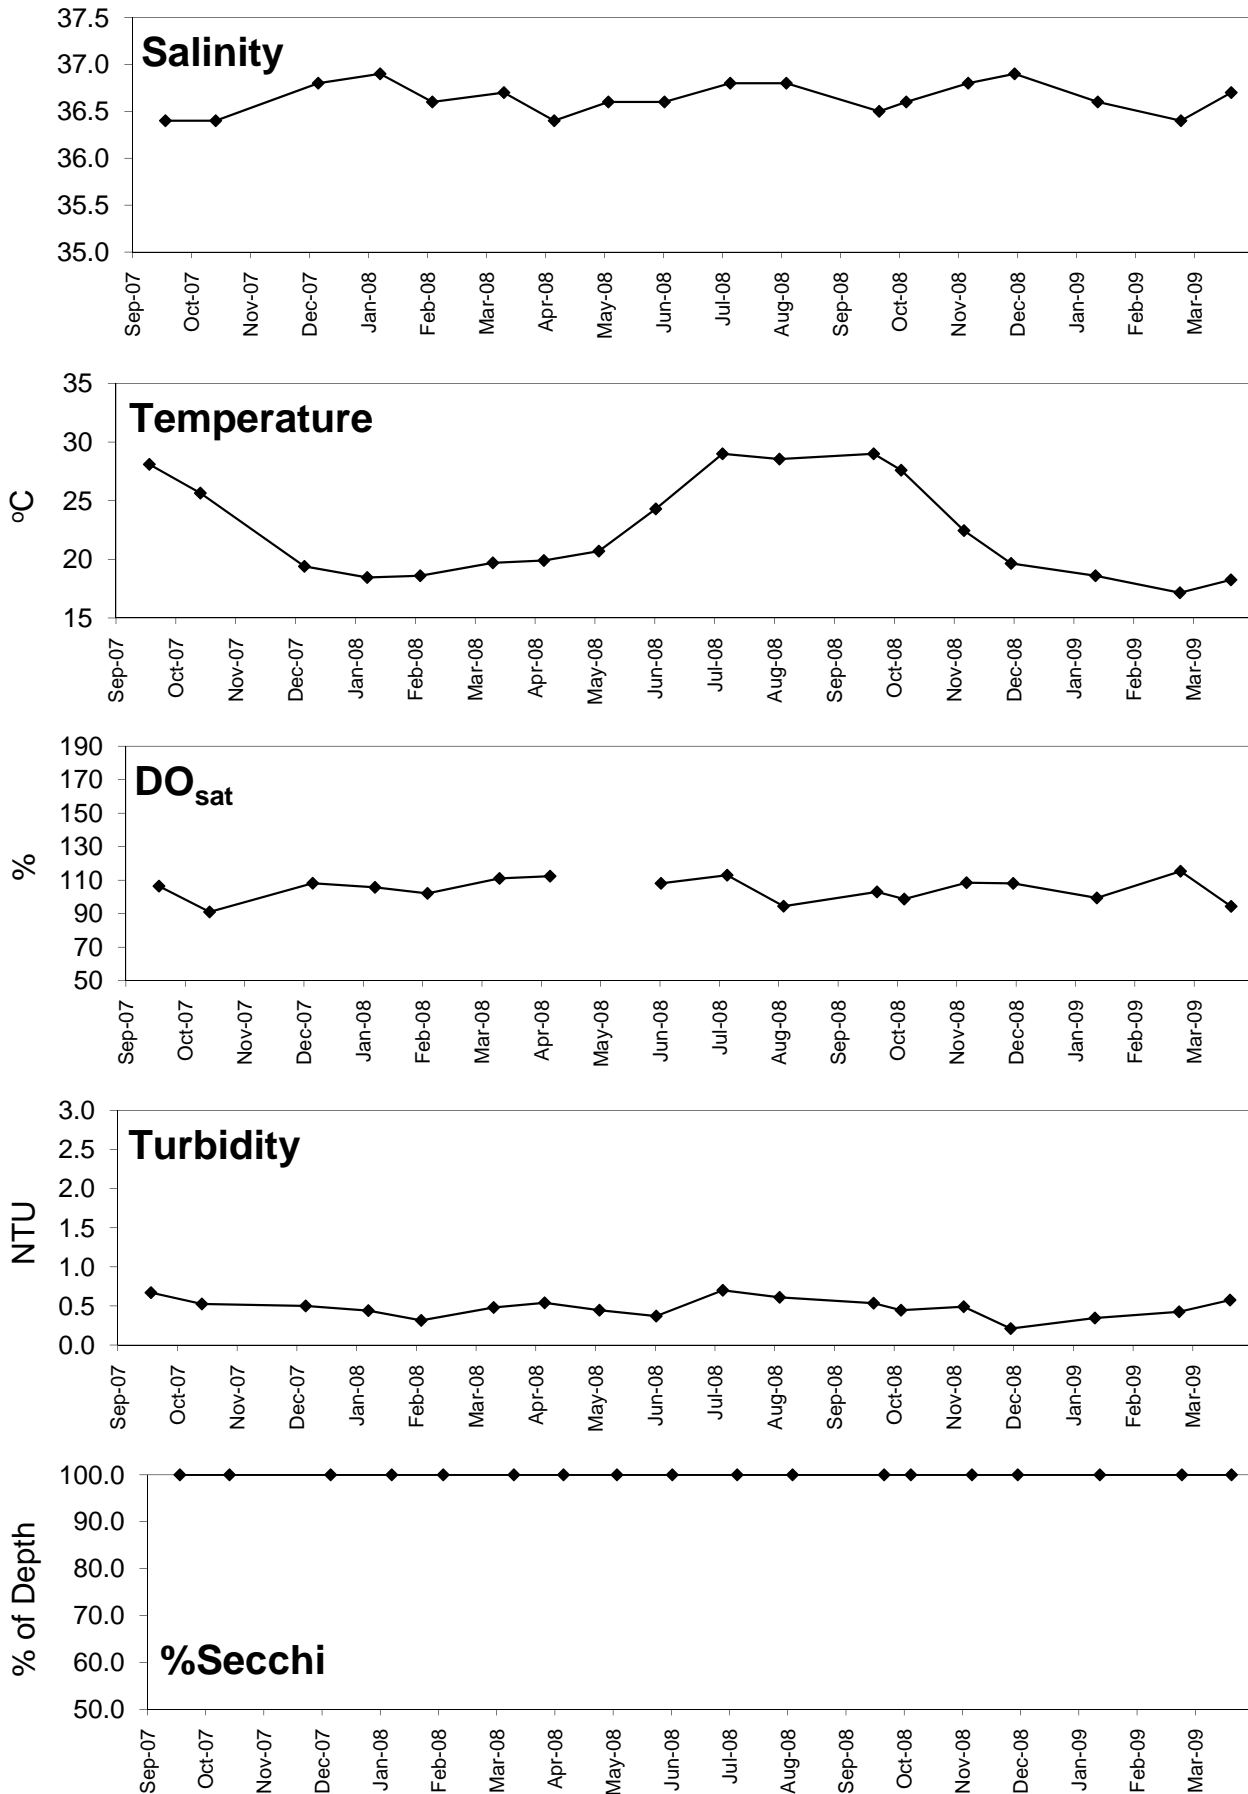 Salinity
37.5
37.0
36.5
36.0
35.5
35.0
Sep-07 Oct-07 Nov-07 Dec-07 Jan-08 Feb-08 Mar-08 Apr-08 May-08 Jun-08 Jul-08 Aug-08 Sep-08 Oct-08 Nov-08 Dec-08 Jan-09 Feb-09 Mar-09
Temperature
ºC
35
30
25
20
15
Sep-07 Oct-07 Nov-07 Dec-07 Jan-08 Feb-08 Mar-08 Apr-08 May-08 Jun-08 Jul-08 Aug-08 Sep-08 Oct-08 Nov-08 Dec-08 Jan-09 Feb-09 Mar-09
DOsat
%
190
170
150
130
110
90
70
50
Sep-07 Oct-07 Nov-07 Dec-07 Jan-08 Feb-08 Mar-08 Apr-08 May-08 Jun-08 Jul-08 Aug-08 Sep-08 Oct-08 Nov-08 Dec-08 Jan-09 Feb-09 Mar-09
Turbidity
NTU
3.0
2.5
2.0
1.5
1.0
0.5
0.0
Sep-07 Oct-07 Nov-07 Dec-07 Jan-08 Feb-08 Mar-08 Apr-08 May-08 Jun-08 Jul-08 Aug-08 Sep-08 Oct-08 Nov-08 Dec-08 Jan-09 Feb-09 Mar-09
% of Depth
100.0
90.0
80.0
70.0
60.0
50.0
%Secchi
Sep-07 Oct-07 Nov-07 Dec-07 Jan-08 Feb-08 Mar-08 Apr-08 May-08 Jun-08 Jul-08 Aug-08 Sep-08 Oct-08 Nov-08 Dec-08 Jan-09 Feb-09 Mar-09